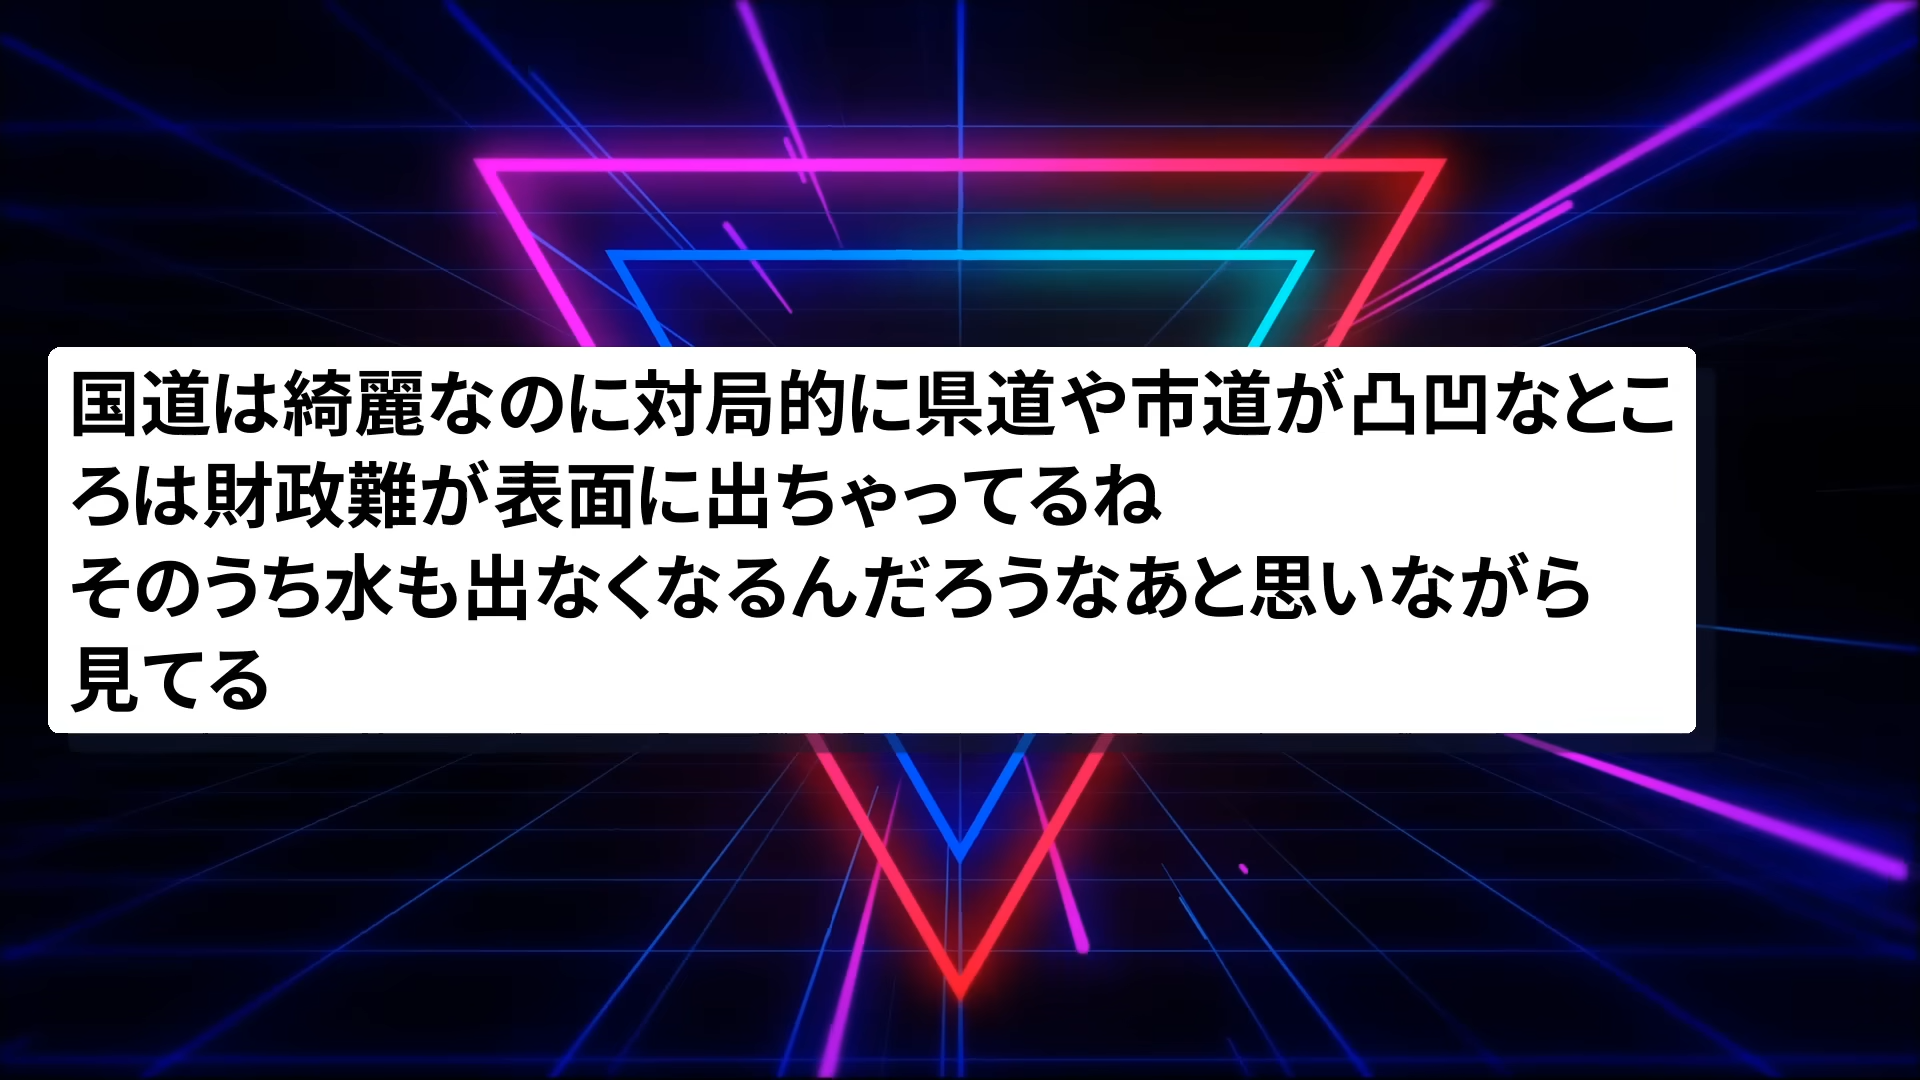 国道は綺麗なのに対局的に県道や市道が凸凹なとこ
ろは財政難が表面に出ちゃってるね
そのうち水も出なくなるんだろうなあと思いながら
見てる